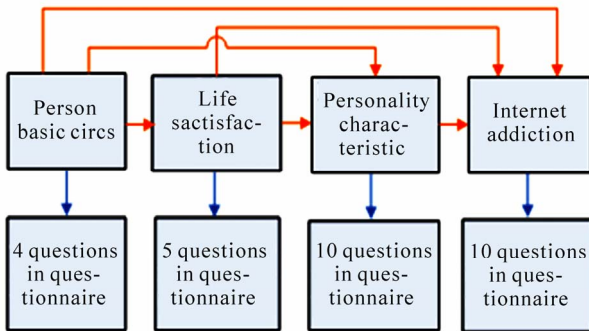 Person
basic circs
Life
sactisfac-
tion
Personality
charac-
teristic
Internet
addiction
4 questions
in ques-
tionnaire
5 questions
in ques-
tionnaire
10 questions
in ques-
tionnaire
10 questions
in ques-
tionnaire